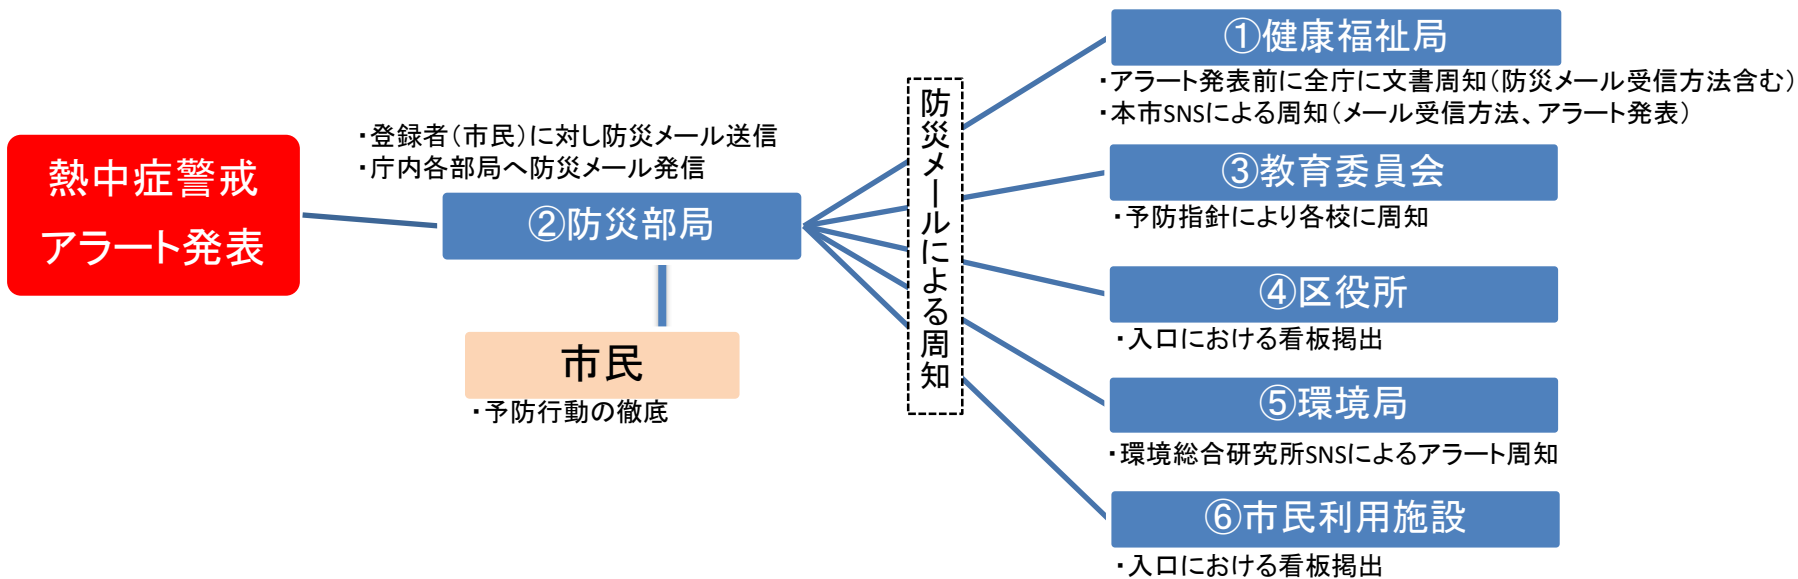 熱中症警戒
アラート発表
・登録者（市民）に対し防災メール送信
・庁内各部局へ防災メール発信
②防災部局
市民
・予防行動の徹底
防災メールによる周知
①健康福祉局
・アラート発表前に全庁に文書周知（防災メール受信方法含む）
・本市SNSによる周知（メール受信方法、アラート発表）
③教育委員会
・予防指針により各校に周知
④区役所
・入口における看板掲出
⑤環境局
・環境総合研究所SNSによるアラート周知
⑥市民利用施設
・入口における看板掲出